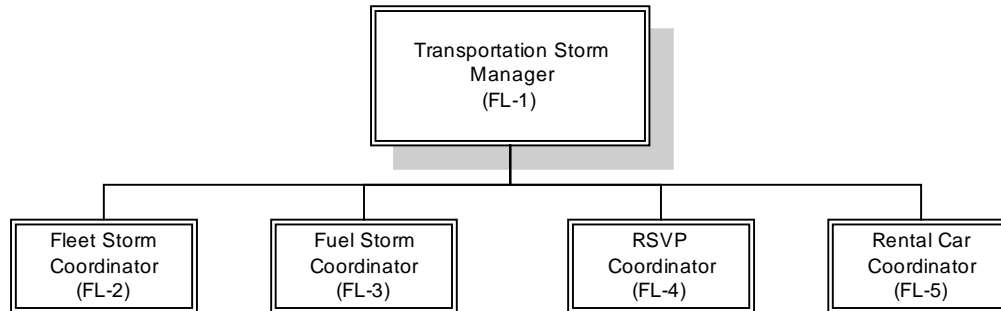 Transportation Storm
Manager
(FL-1)
Fleet Storm
Coordinator
(FL-2)
Fuel Storm
Coordinator
(FL-3)
RSVP
Coordinator
(FL-4)
Rental Car
Coordinator
(FL-5)